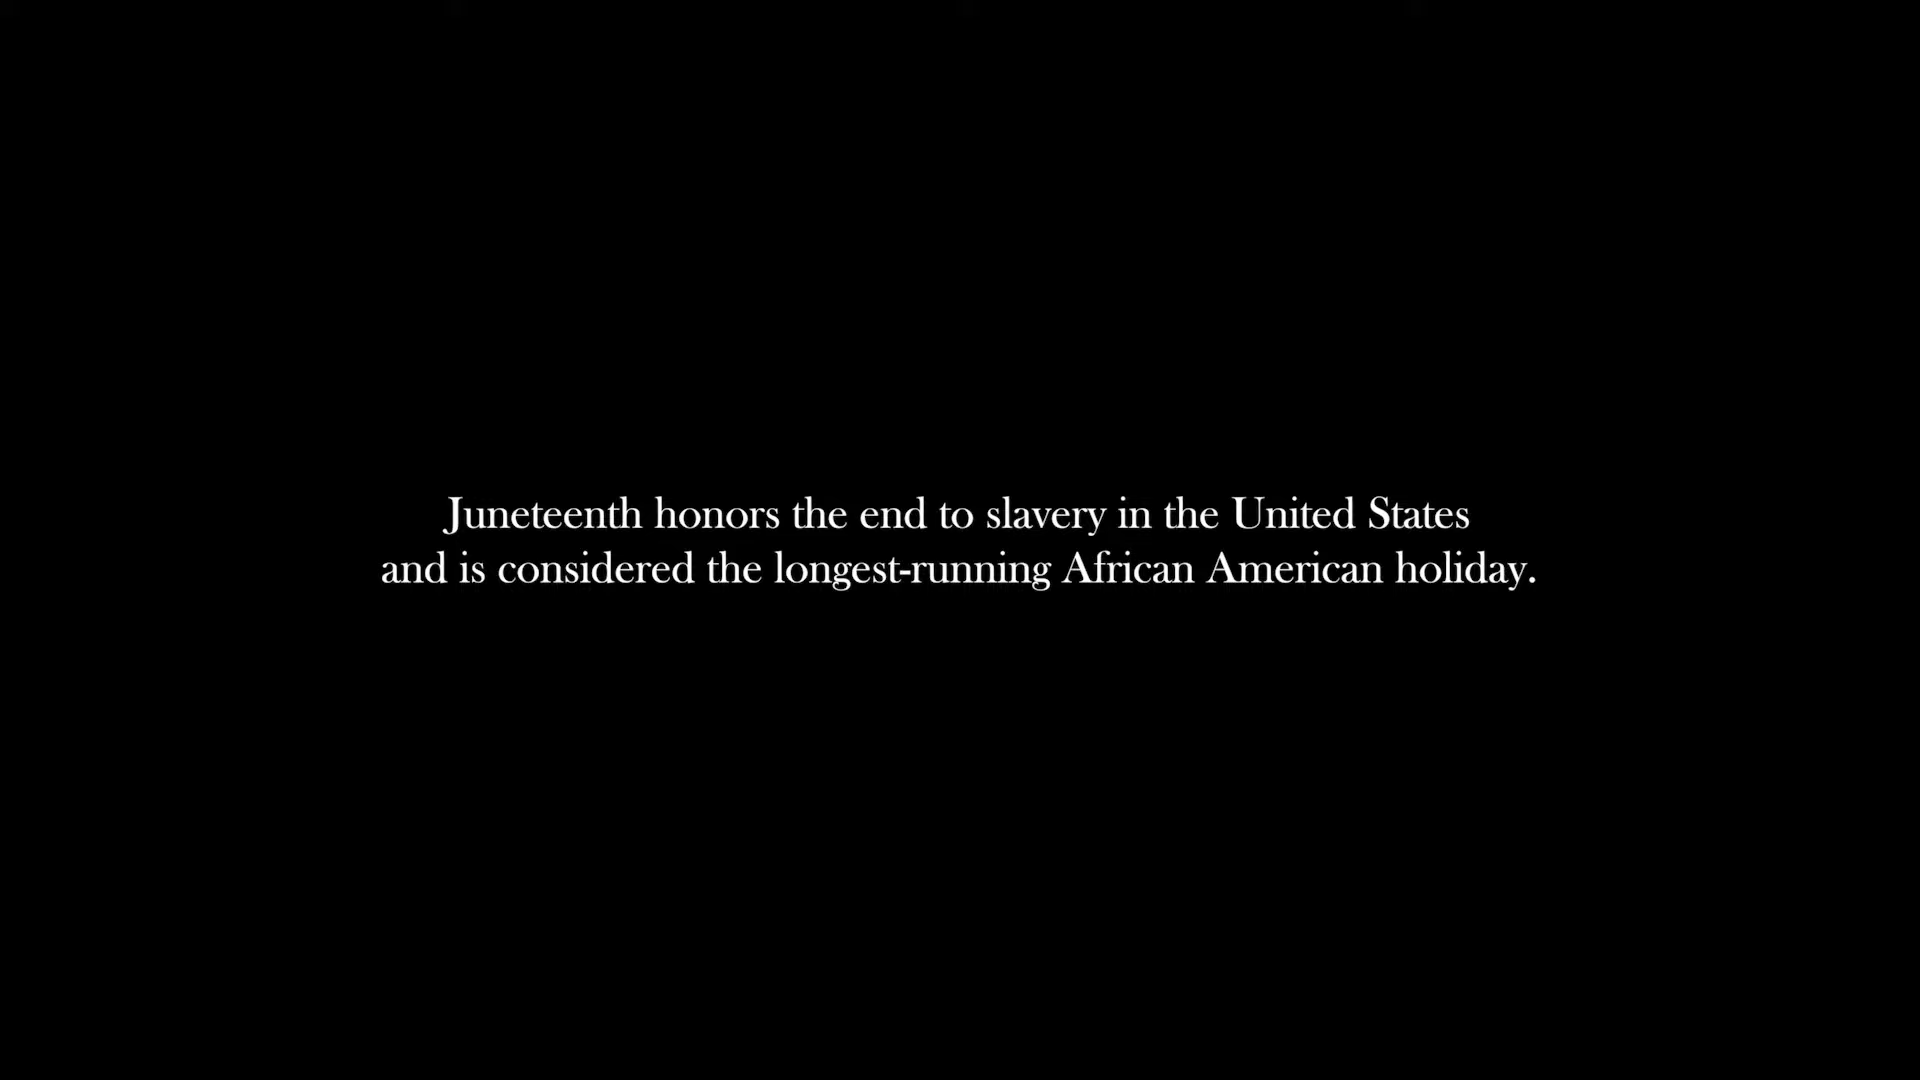 Juneteenth honors the end to slavery in the United States
and is considered the longest-running African American holiday.